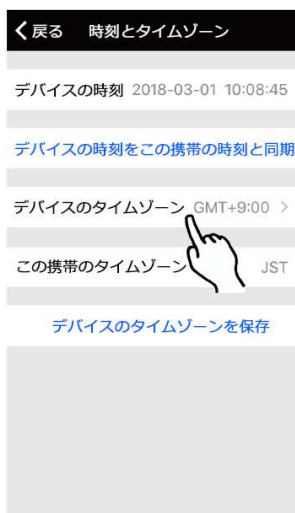 戻る 時刻とタイムゾーン
デバイスの時刻 2018-03-01 10:08:45
デバイスの時刻をこの携帯の時刻と同期
デバイスのタイムゾーン GMT+9:00
この携帯のタイムゾーン JST
デバイスのタイムゾーンを保存